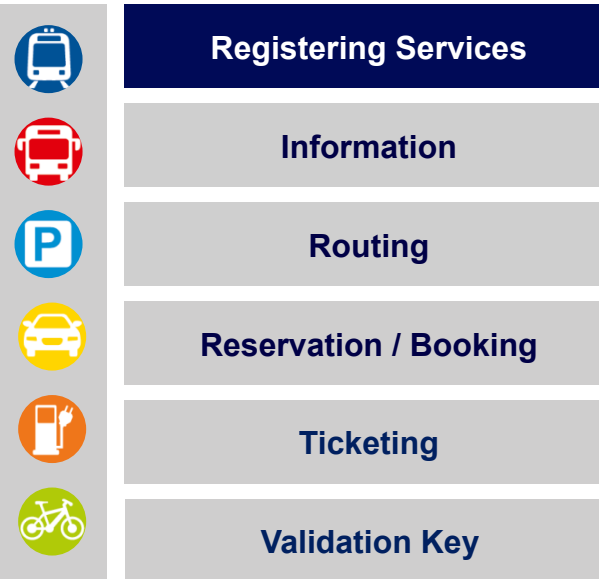 Registering Services
Information
P
Routing
Reservation / Booking
Ticketing
Validation Key